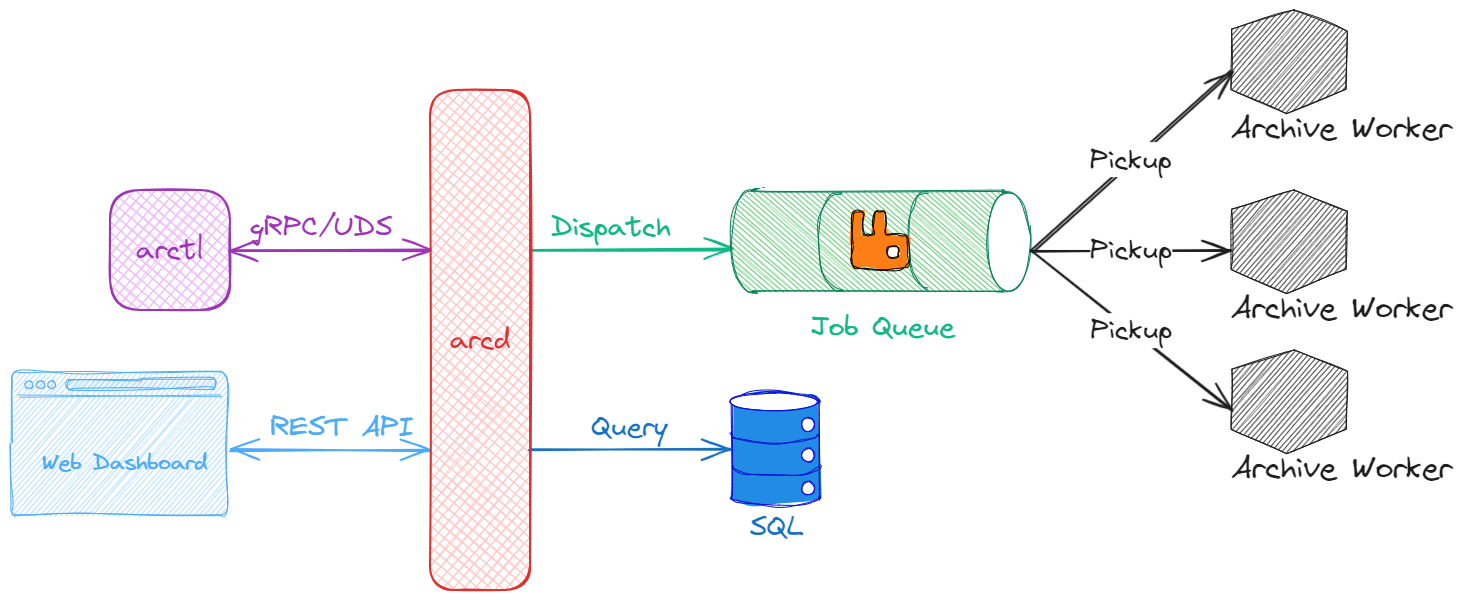 Archive Worker
Pickup
arctl
gRPC/UDS
Dispatch
Pickup
Archive Worker
Job Queue
Pickup
arcd
Web Dashboard
REST API
Query
SQL
Archive Worker